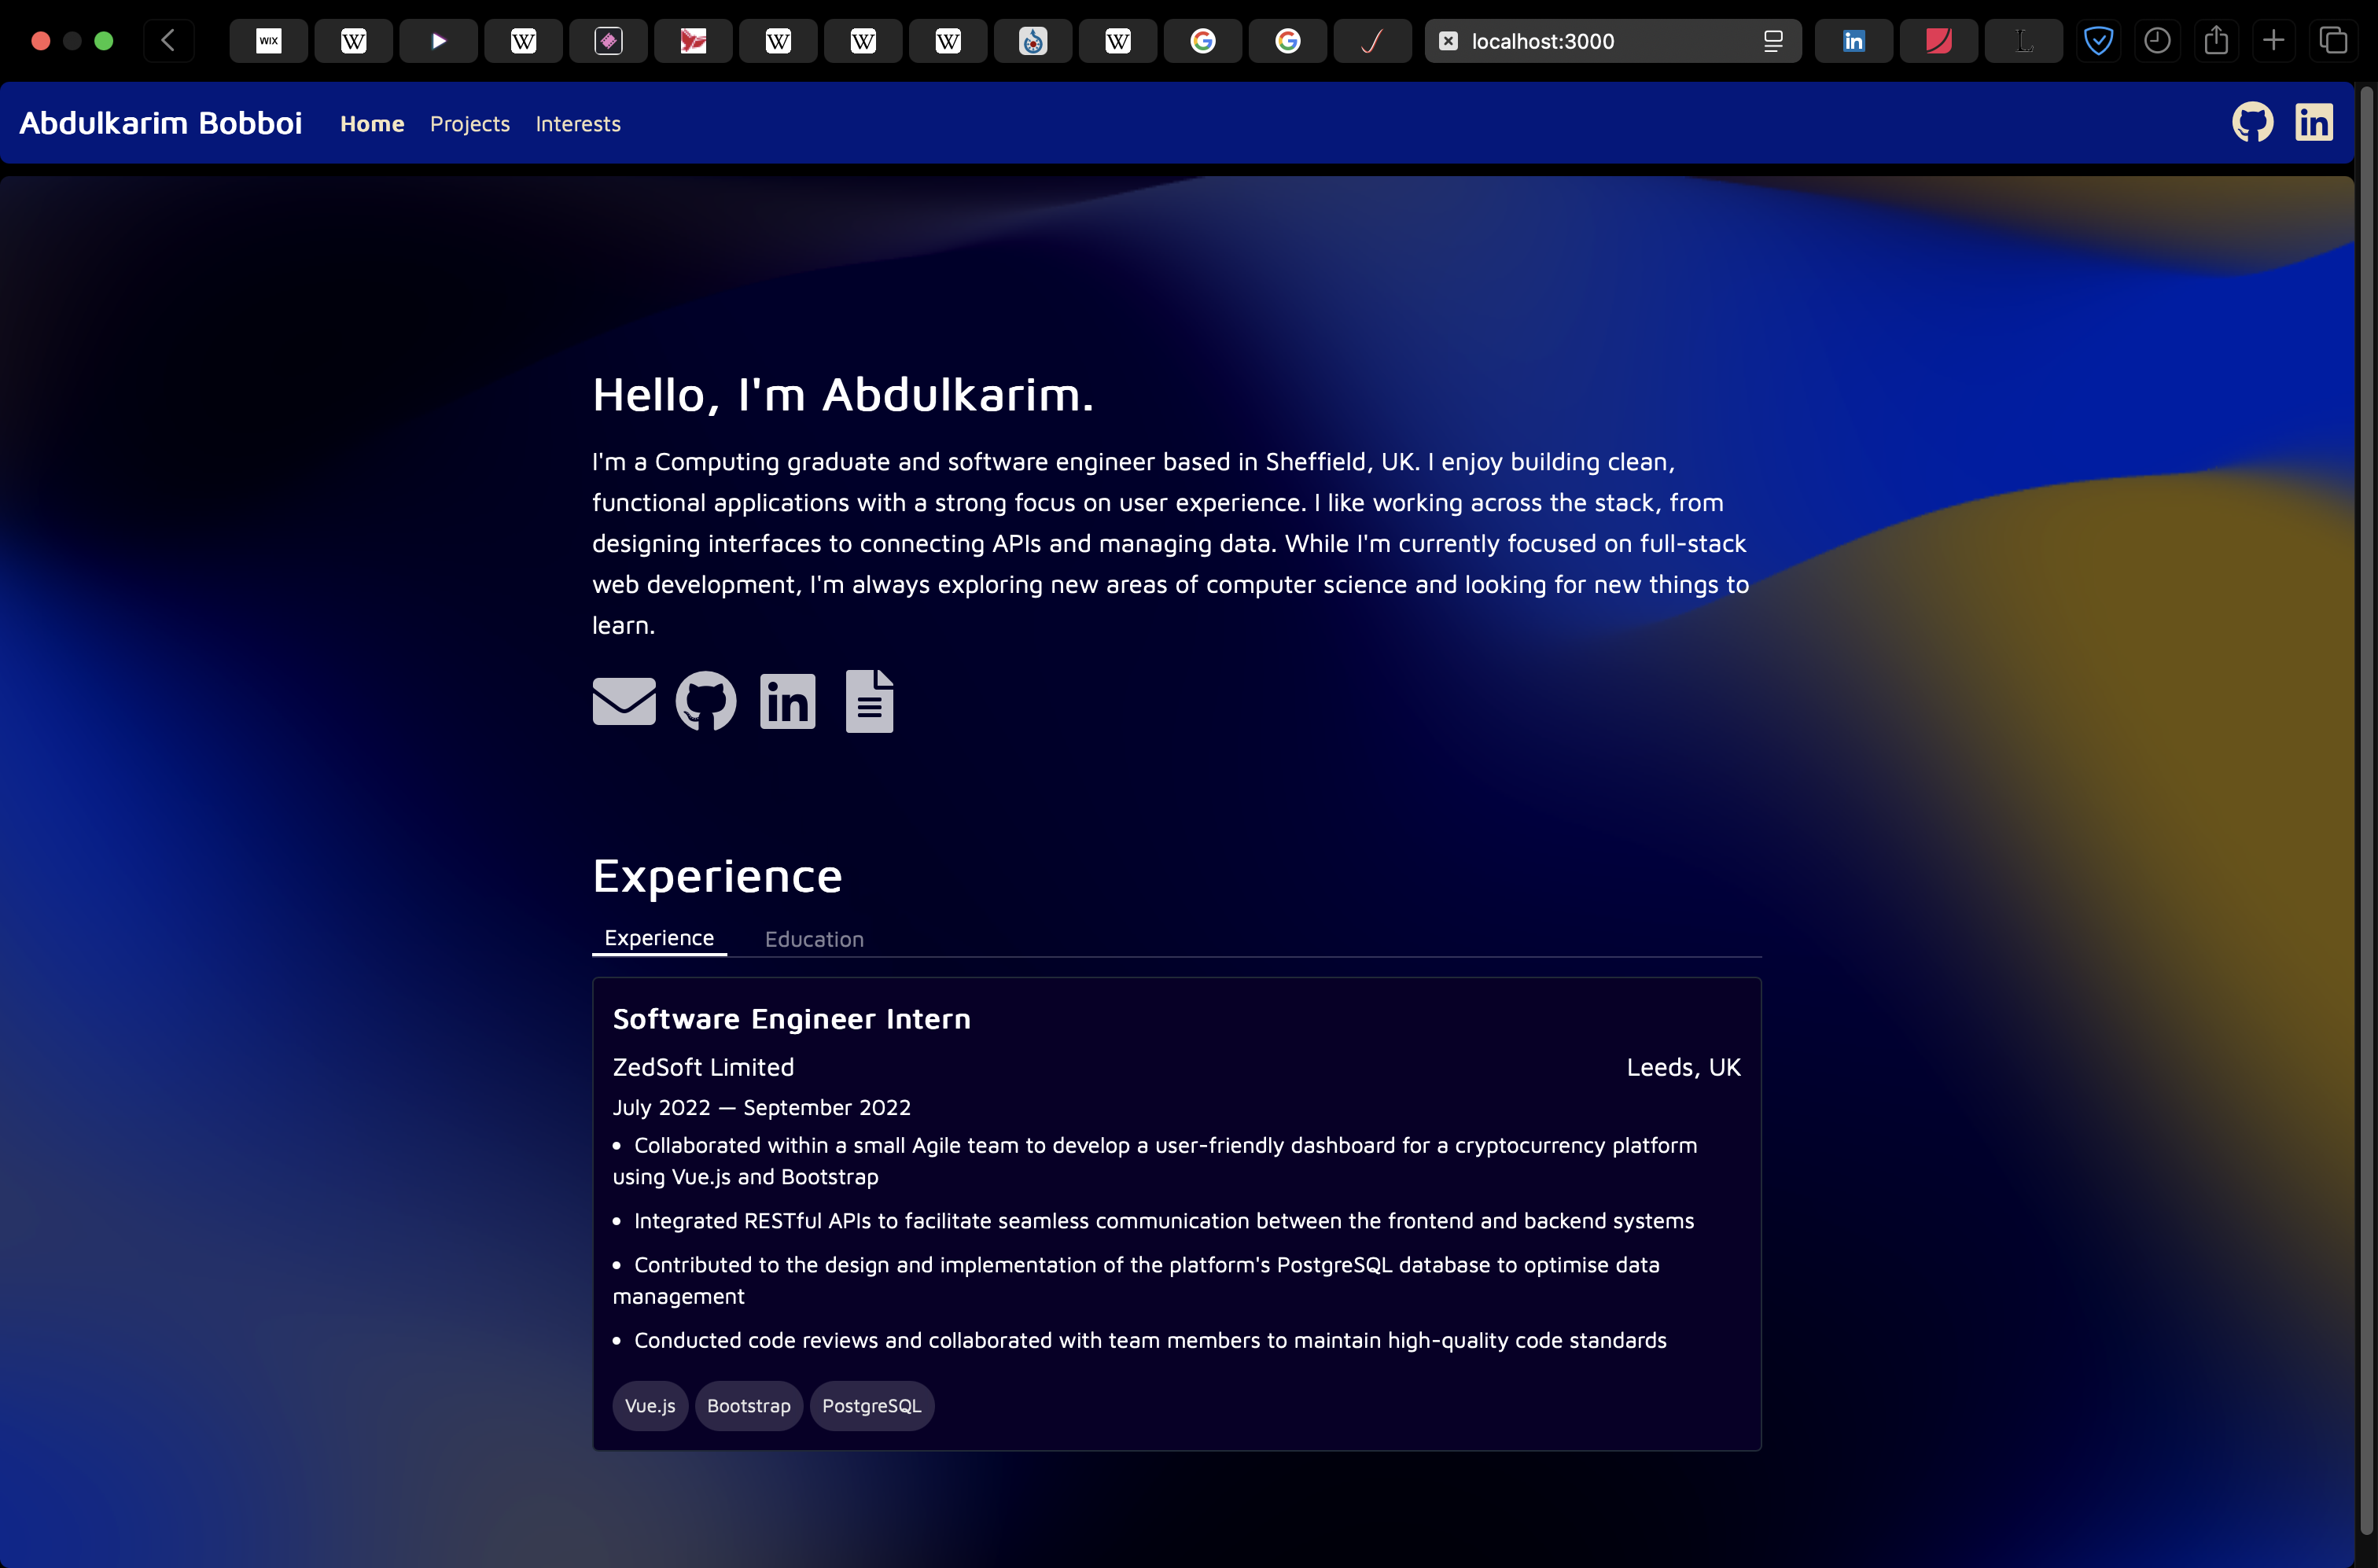 WiX
W
W
W
W
W
W
G
G
localhost:3000
in
L
Abdulkarim Bobboi
Home
Projects
Interests
in
Hello, I'm Abdulkarim.
I'm a Computing graduate and software engineer based in Sheffield, UK. I enjoy building clean,
functional applications with a strong focus on user experience. I like working across the stack, from
designing interfaces to connecting APIs and managing data. While I'm currently focused on full-stack
web development, I'm always exploring new areas of computer science and looking for new things to
learn.
in
Experience
Experience
Education
Software Engineer Intern
ZedSoft Limited
Leeds, UK
July 2022 — September 2022
• Collaborated within a small Agile team to develop a user-friendly dashboard for a cryptocurrency platform
using Vue.js and Bootstrap
• Integrated RESTful APIs to facilitate seamless communication between the frontend and backend systems
• Contributed to the design and implementation of the platform's PostgreSQL database to optimise data
management
• Conducted code reviews and collaborated with team members to maintain high-quality code standards
Vue.js
Bootstrap
PostgreSQL